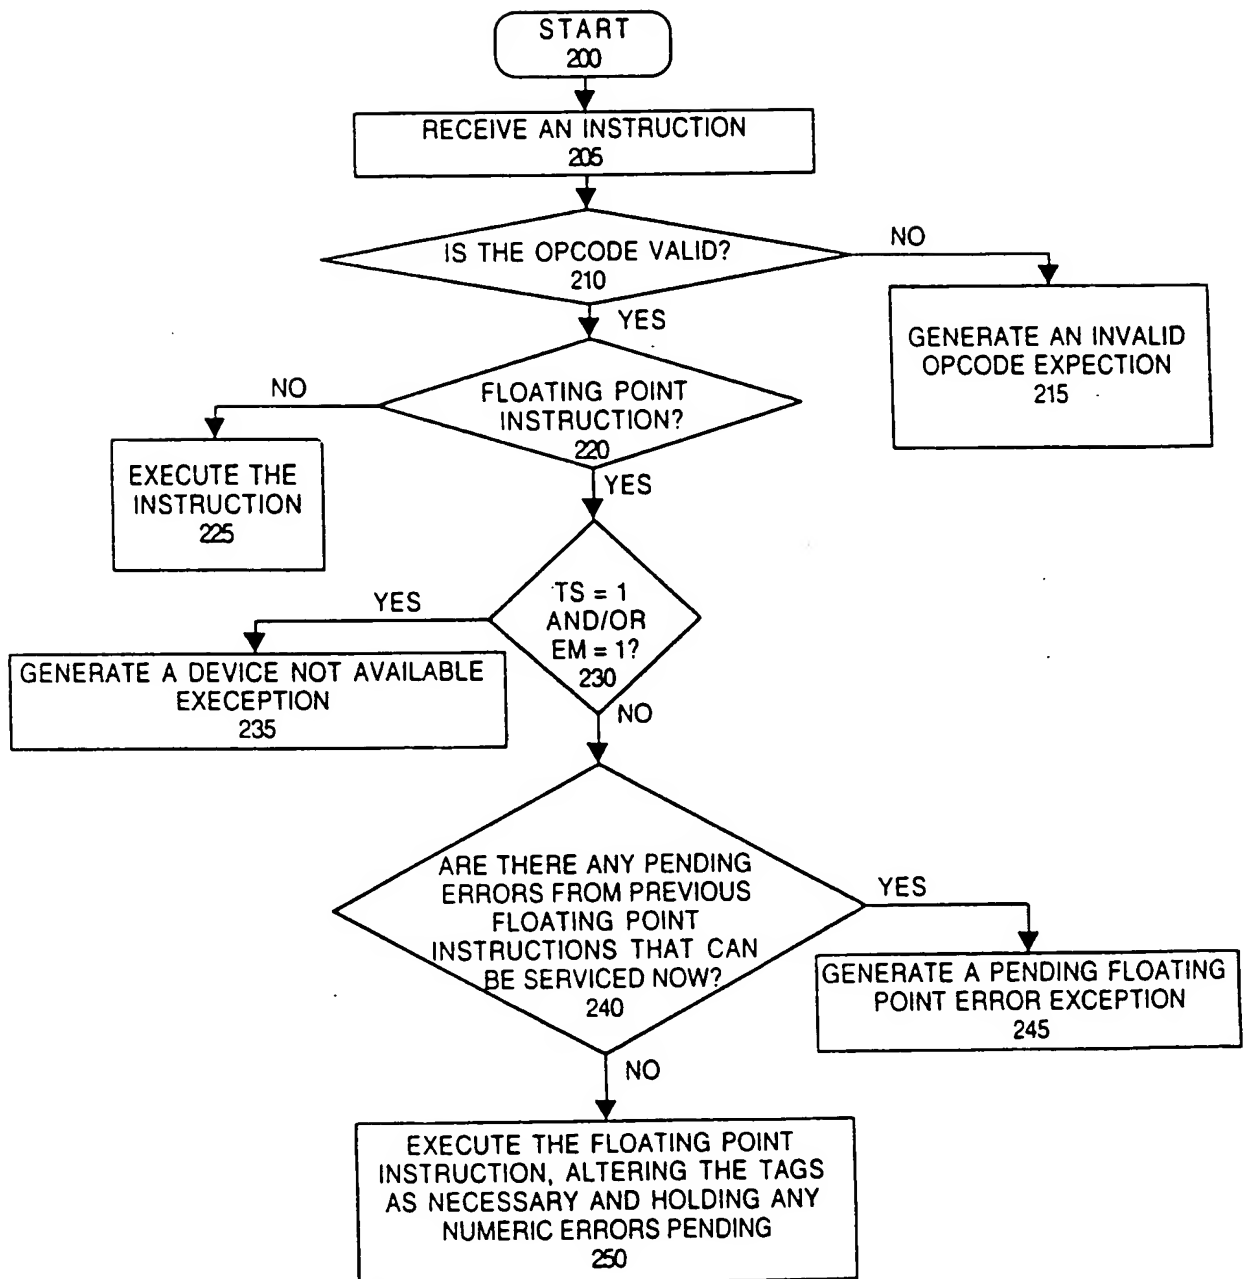 START
200
RECEIVE AN INSTRUCTION
205
IS THE OPCODE VALID?
210
NO
YES
GENERATE AN INVALID
OPCODE EXPECTION
215
FLOATING POINT
INSTRUCTION?
220
NO
YES
EXECUTE THE
INSTRUCTION
225
TS = 1
AND/OR
EM = 1?
230
YES
NO
GENERATE A DEVICE NOT AVAILABLE
EXECEPTION
235
ARE THERE ANY PENDING
ERRORS FROM PREVIOUS
FLOATING POINT
INSTRUCTIONS THAT CAN
BE SERVICED NOW?
240
YES
NO
GENERATE A PENDING FLOATING
POINT ERROR EXCEPTION
245
EXECUTE THE FLOATING POINT
INSTRUCTION, ALTERING THE TAGS
AS NECESSARY AND HOLDING ANY
NUMERIC ERRORS PENDING
250